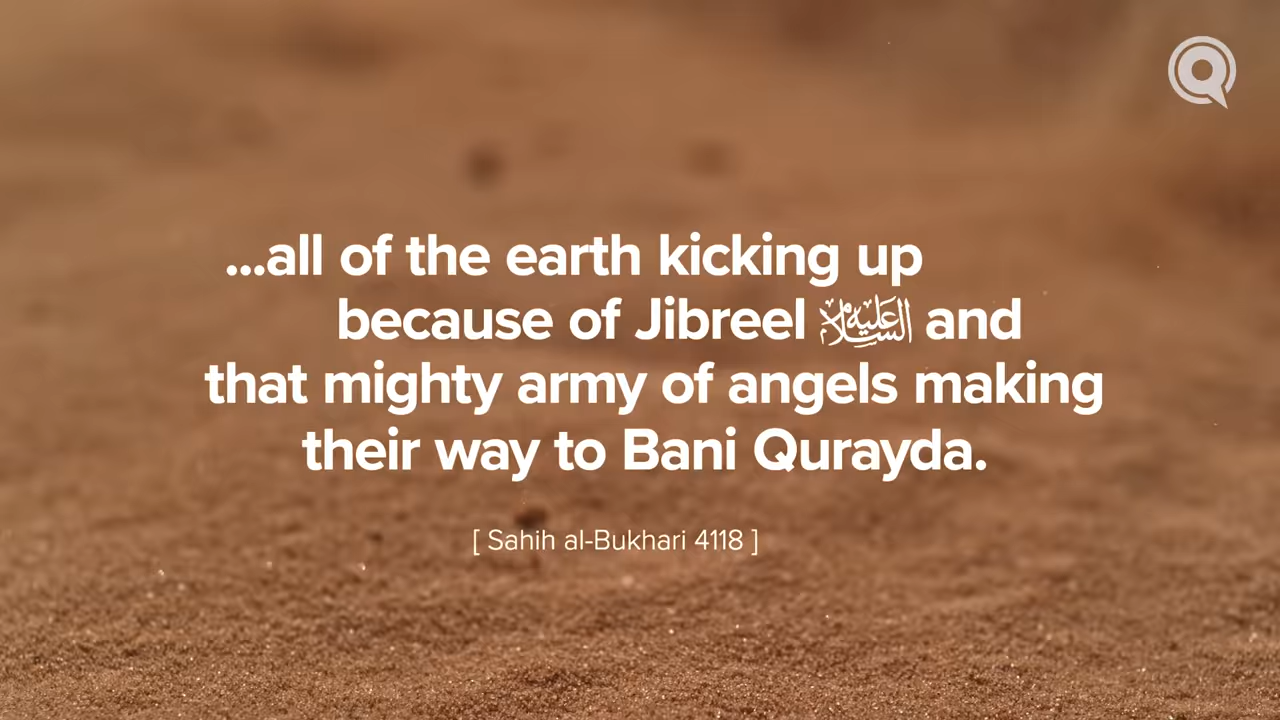 ...all of the earth kicking up
because of Jibreel عليه السلام and
that mighty army of angels making
their way to Bani Qurayda.
[ Sahih al-Bukhari 4118 ]